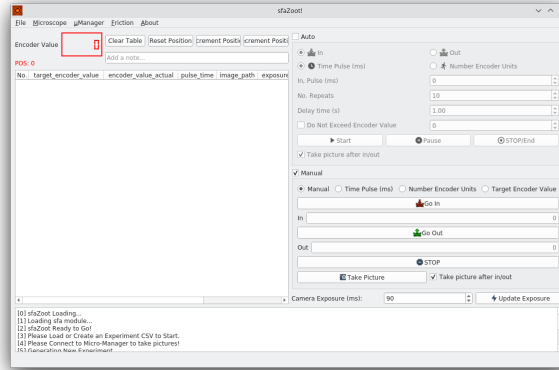 sfaZoot!
File Microscope µManager Friction About
Encoder Value 0 Clear Table Reset Position crement Positi crement Positi
Add a note...
POS: 0
No. target_encoder_value encoder_value_actual pulse_time image_path exposure
Auto
In Out
Time Pulse (ms) Number Encoder Units
In, Pulse (ms) 0
No. Repeats 10
Delay time (s) 1.00
Do Not Exceed Encoder Value 0
Start Pause STOP/End
Take picture after in/out
Manual
Manual Time Pulse (ms) Number Encoder Units Target Encoder Value
Go In
In 0
Go Out
Out 0
STOP
Take Picture Take picture after in/out
Camera Exposure (ms): 90 Update Exposure
[0] sfaZoot Loading...
[1] Loading sfa module...
[2] sfaZoot Ready to Go!
[3] Please Load or Create an Experiment CSV to Start.
[4] Please Connect to Micro-Manager to take pictures!
[5] Generating New Experiment